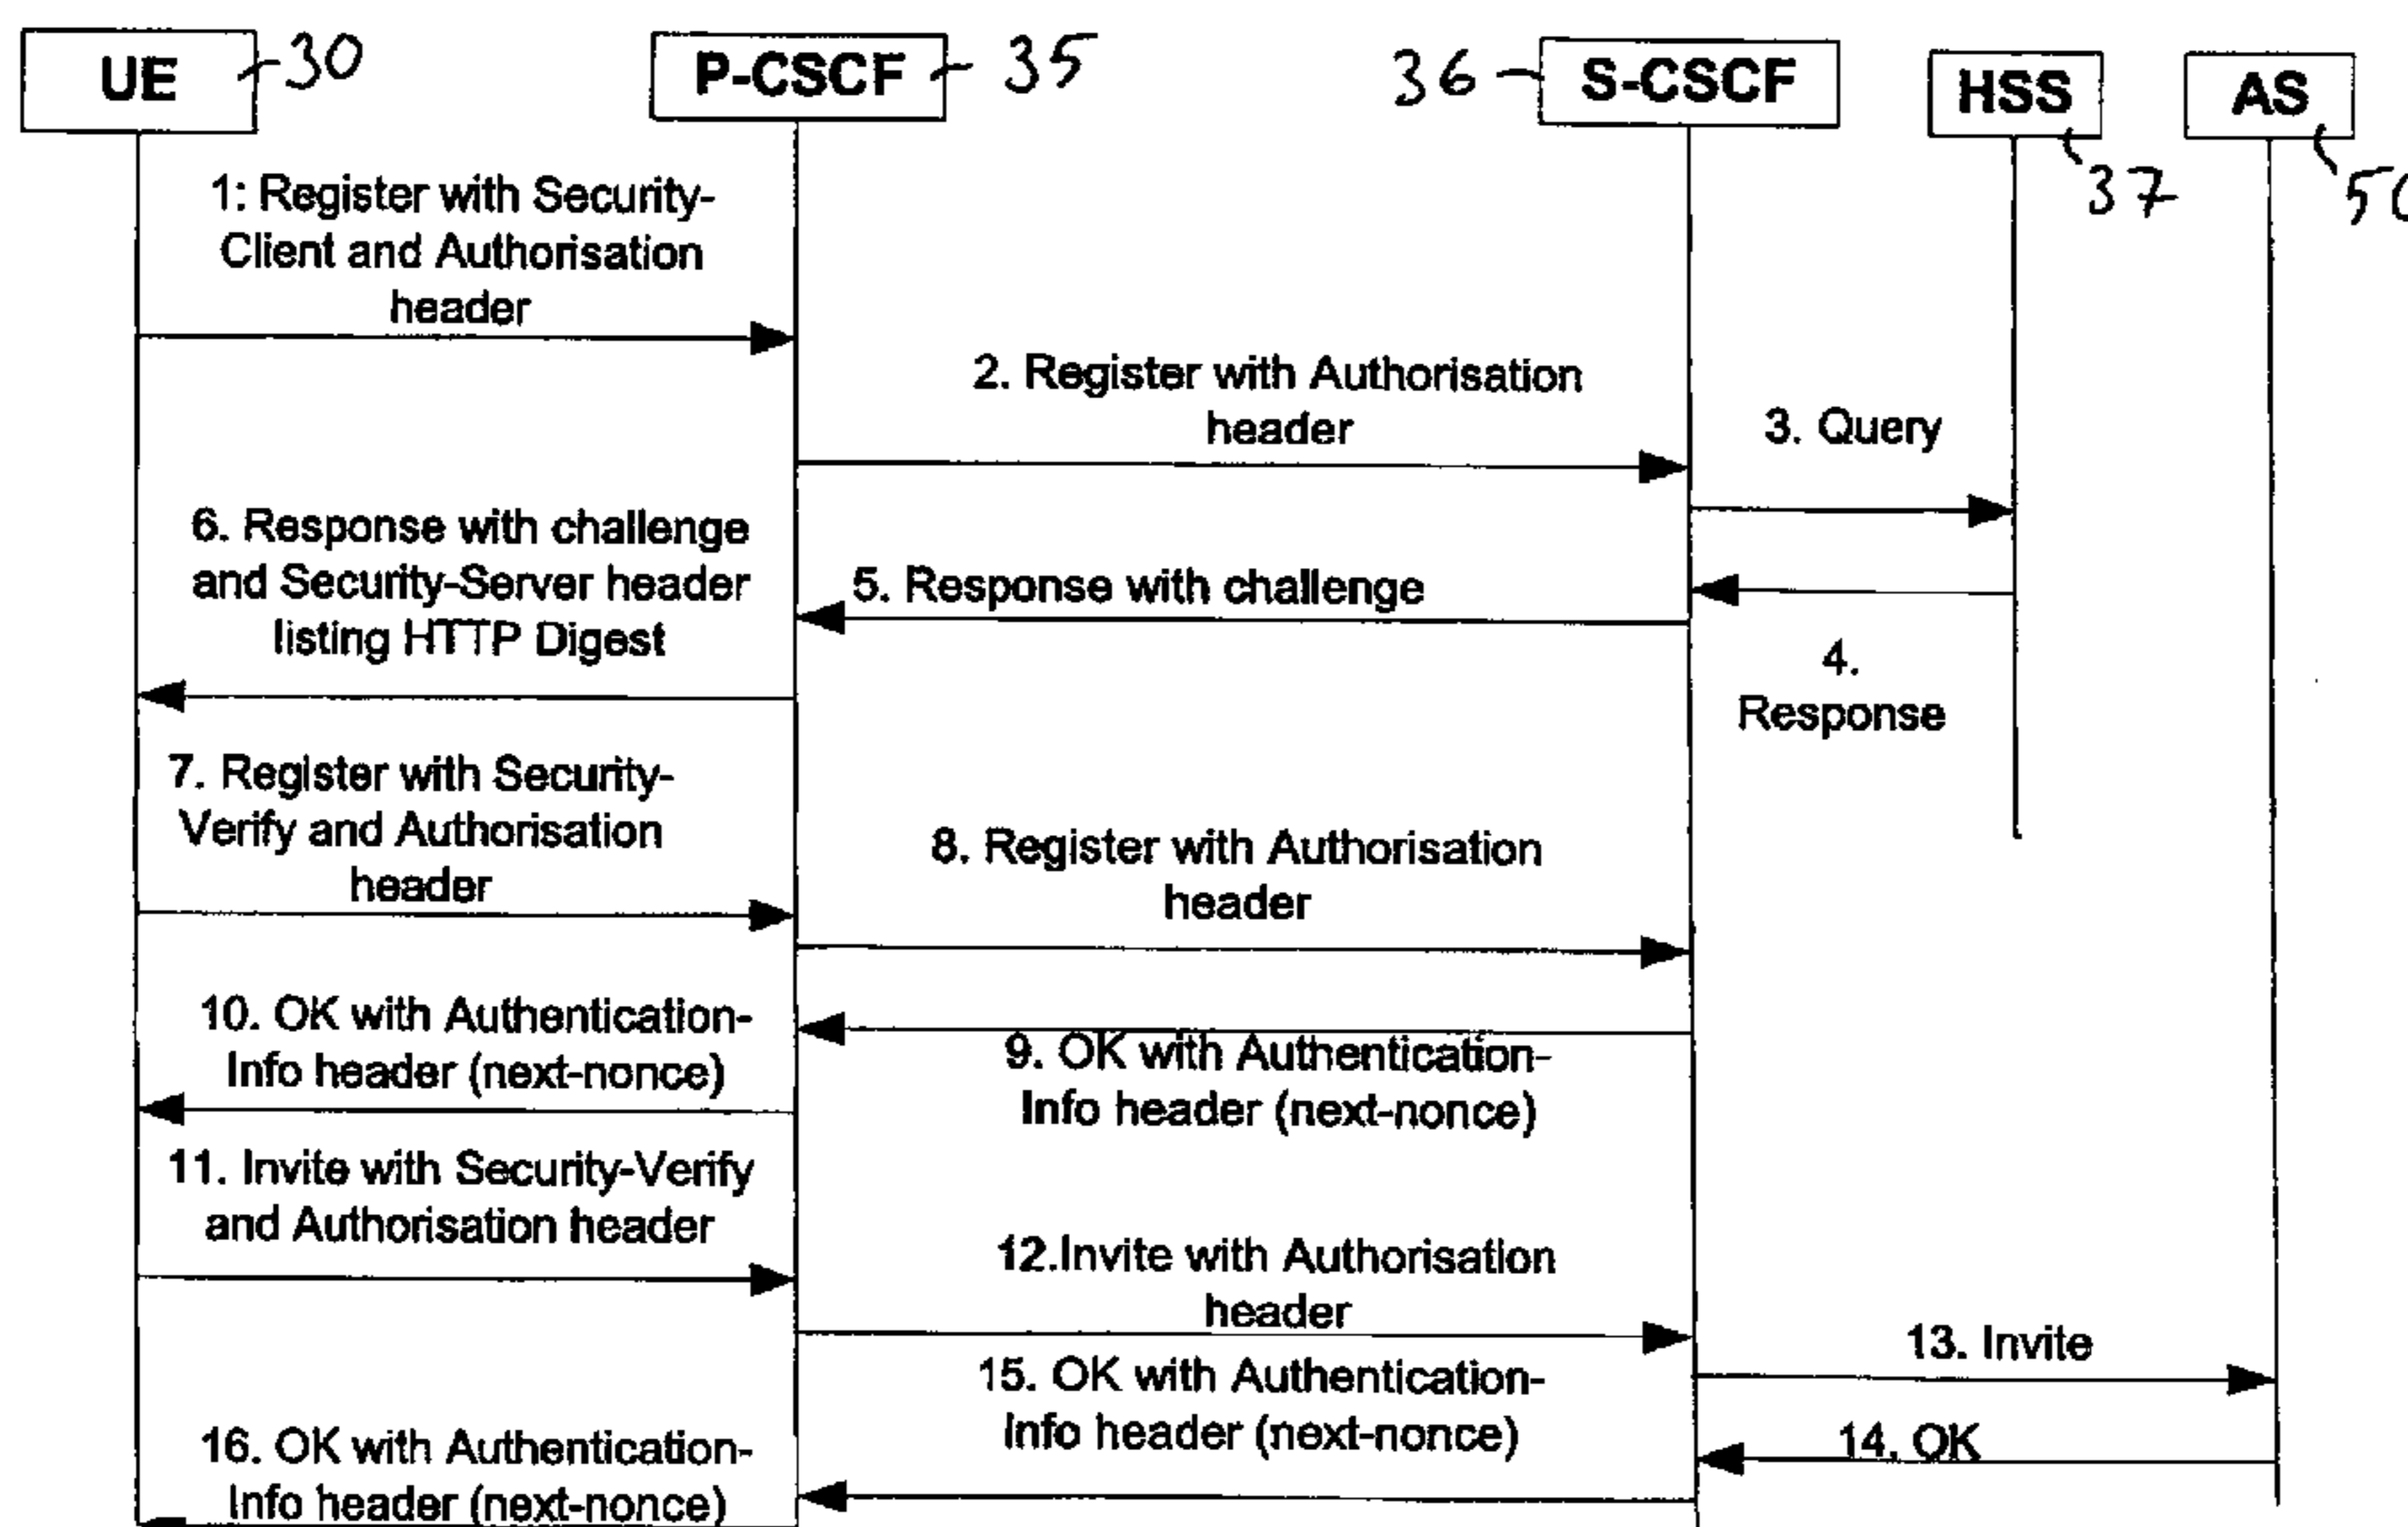 UE
30
P-CSCF
35
36
S-CSCF
HSS
37
AS
1: Register with Security-
Client and Authorisation
header
2. Register with Authorisation
header
3. Query
4.
Response
5. Response with challenge
6. Response with challenge
and Security-Server header
listing HTTP Digest
7. Register with Security-
Verify and Authorisation
header
8. Register with Authorisation
header
9. OK with Authentication-
Info header (next-nonce)
10. OK with Authentication-
Info header (next-nonce)
11. Invite with Security-Verify
and Authorisation header
12.Invite with Authorisation
header
13. Invite
14. OK
15. OK with Authentication-
Info header (next-nonce)
16. OK with Authentication-
Info header (next-nonce)